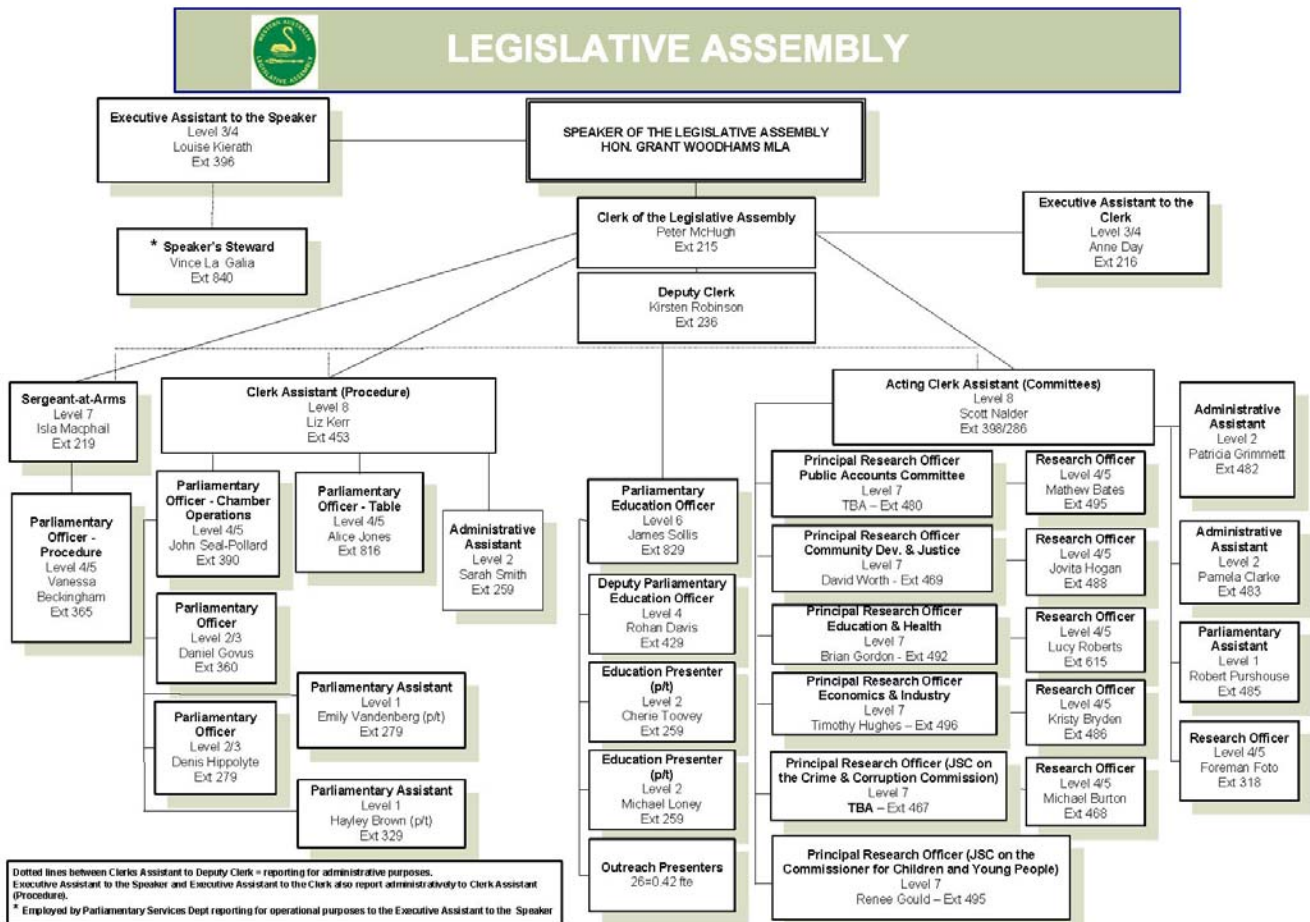 WESTERN AUSTRALIA
LEGISLATIVE ASSEMBLY
LEGISLATIVE ASSEMBLY
Executive Assistant to the Speaker
Level 3/4
Louise Kierath
Ext 396
SPEAKER OF THE LEGISLATIVE ASSEMBLY
HON. GRANT WOODHAMS MLA
* Speaker's Steward
Vince La Galia
Ext 840
Clerk of the Legislative Assembly
Peter McHugh
Ext 215
Executive Assistant to the
Clerk
Level 3/4
Anne Day
Ext 216
Deputy Clerk
Kirsten Robinson
Ext 236
Sergeant-at-Arms
Level 7
Isla Macphail
Ext 219
Clerk Assistant (Procedure)
Level 8
Liz Kerr
Ext 453
Acting Clerk Assistant (Committees)
Level 8
Scott Nalder
Ext 398/286
Administrative
Assistant
Level 2
Patricia Grimmett
Ext 482
Parliamentary
Officer -
Procedure
Level 4/5
Vanessa
Beckingham
Ext 365
Parliamentary
Officer - Chamber
Operations
Level 4/5
John Seal-Pollard
Ext 390
Parliamentary
Officer - Table
Level 4/5
Alice Jones
Ext 816
Administrative
Assistant
Level 2
Sarah Smith
Ext 259
Parliamentary
Officer
Level 2/3
Daniel Govus
Ext 360
Parliamentary
Officer
Level 2/3
Denis Hippolyte
Ext 279
Parliamentary Assistant
Level 1
Emily Vandenberg (p/t)
Ext 279
Parliamentary Assistant
Level 1
Hayley Brown (p/t)
Ext 329
Parliamentary
Education Officer
Level 6
James Sollis
Ext 829
Deputy Parliamentary
Education Officer
Level 4
Rohan Davis
Ext 429
Education Presenter
(p/t)
Level 2
Cherie Toovey
Ext 259
Education Presenter
(p/t)
Level 2
Michael Loney
Ext 259
Outreach Presenters
26=0.42 fte
Principal Research Officer
Public Accounts Committee
Level 7
TBA – Ext 480
Principal Research Officer
Community Dev. & Justice
Level 7
David Worth - Ext 469
Principal Research Officer
Education & Health
Level 7
Brian Gordon - Ext 492
Principal Research Officer
Economics & Industry
Level 7
Timothy Hughes – Ext 496
Principal Research Officer (JSC on
the Crime & Corruption Commission)
Level 7
TBA – Ext 467
Principal Research Officer (JSC on the
Commissioner for Children and Young People)
Level 7
Renee Gould - Ext 495
Research Officer
Level 4/5
Mathew Bates
Ext 495
Research Officer
Level 4/5
Jovita Hogan
Ext 488
Research Officer
Level 4/5
Lucy Roberts
Ext 615
Research Officer
Level 4/5
Kristy Bryden
Ext 486
Research Officer
Level 4/5
Michael Burton
Ext 468
Administrative
Assistant
Level 2
Pamela Clarke
Ext 483
Parliamentary
Assistant
Level 1
Robert Purshouse
Ext 485
Research Officer
Level 4/5
Foreman Foto
Ext 318
Dotted lines between Clerks Assistant to Deputy Clerk = reporting for administrative purposes.
Executive Assistant to the Speaker and Executive Assistant to the Clerk also report administratively to Clerk Assistant
(Procedure).
* Employed by Parliamentary Services Dept reporting for operational purposes to the Executive Assistant to the Speaker